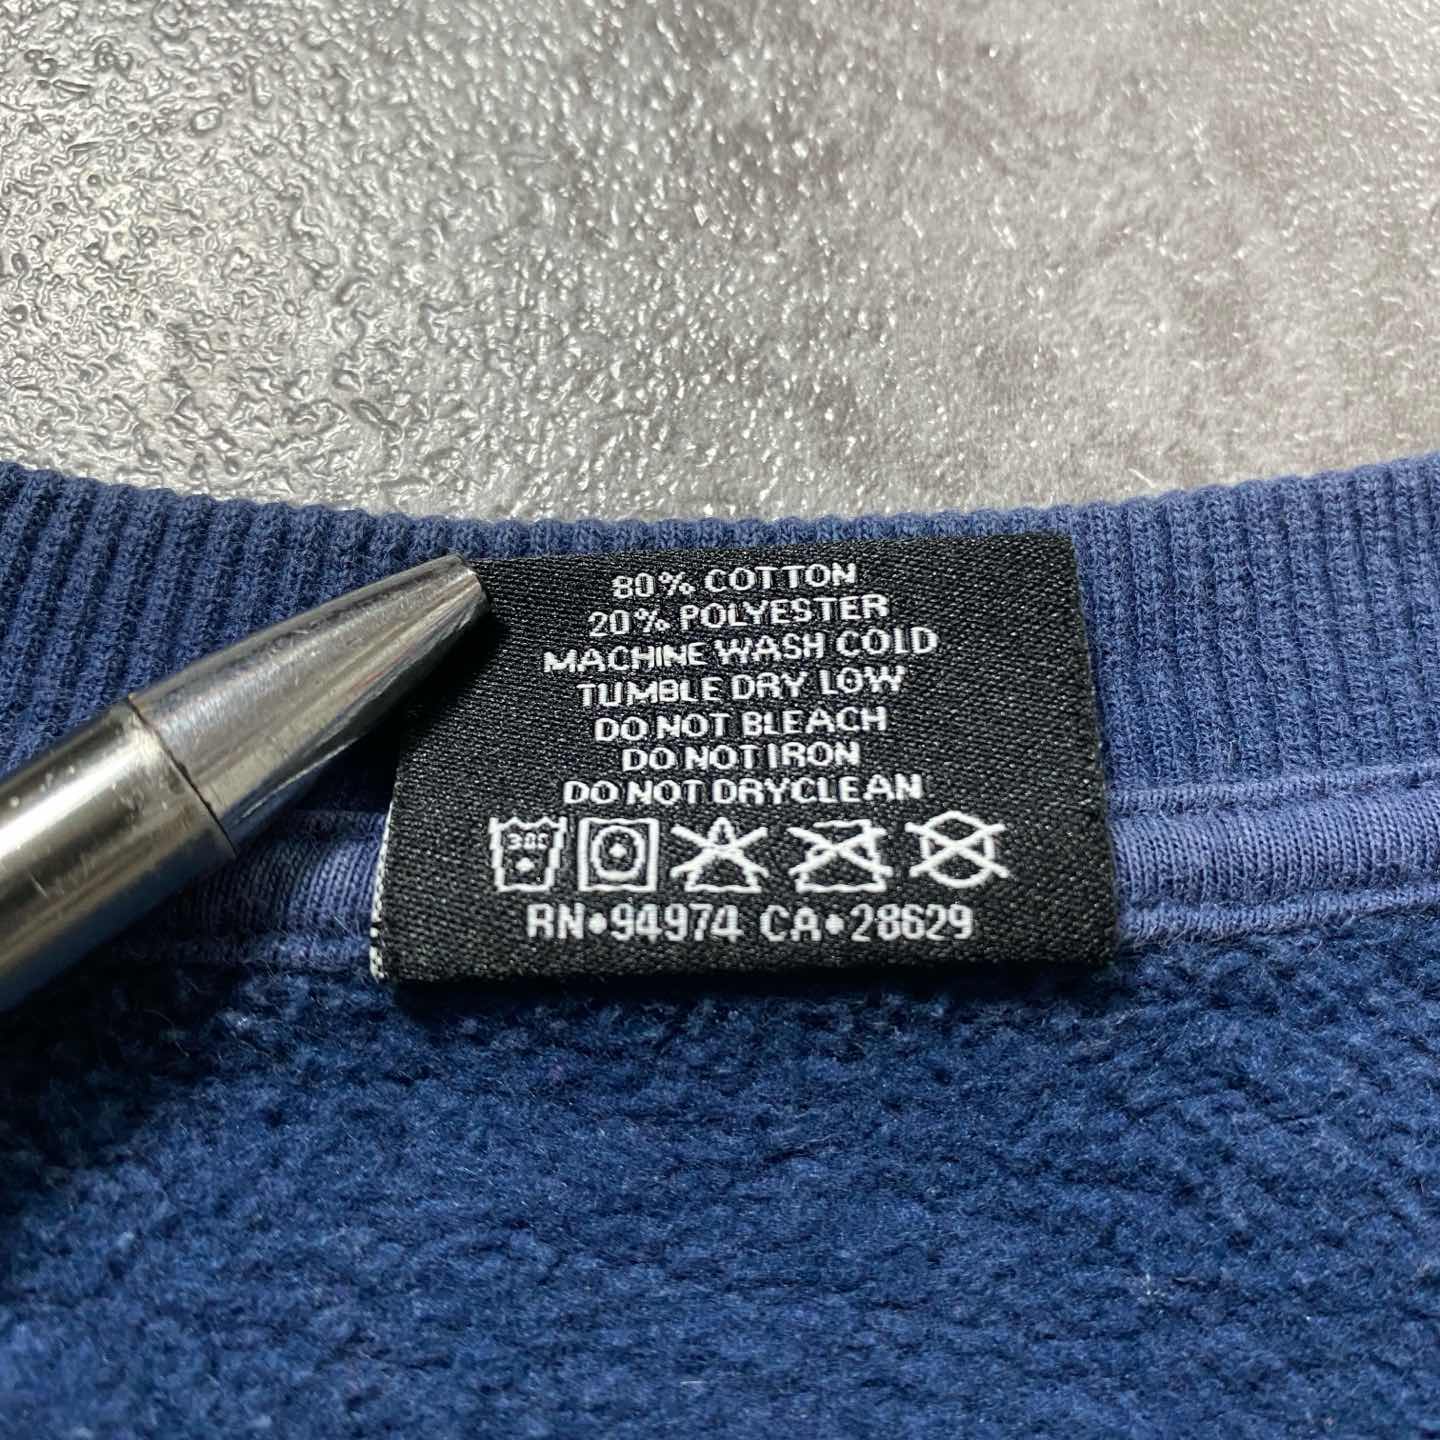 80% COTTON
20% POLYESTER
MACHINE WASH COLD
TUMBLE DRY LOW
DO NOT BLEACH
DO NOT IRON
DO NOT DRYCLEAN
RN•94974 CA•28629